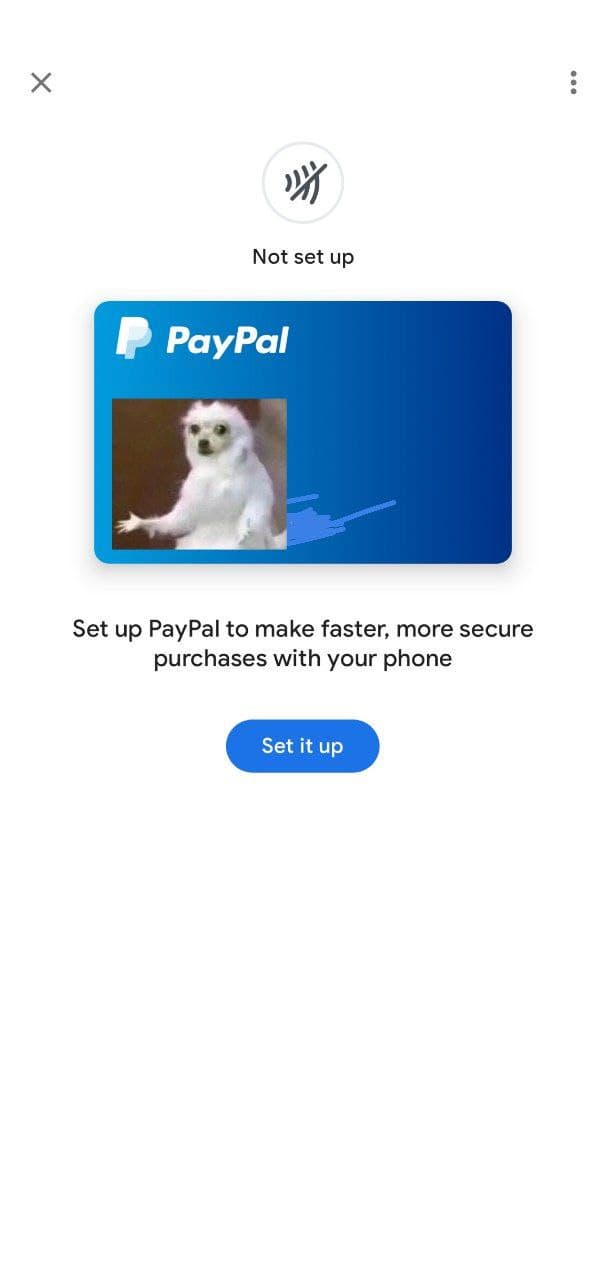 Not set up
PayPal
Set up PayPal to make faster, more secure
purchases with your phone
Set it up